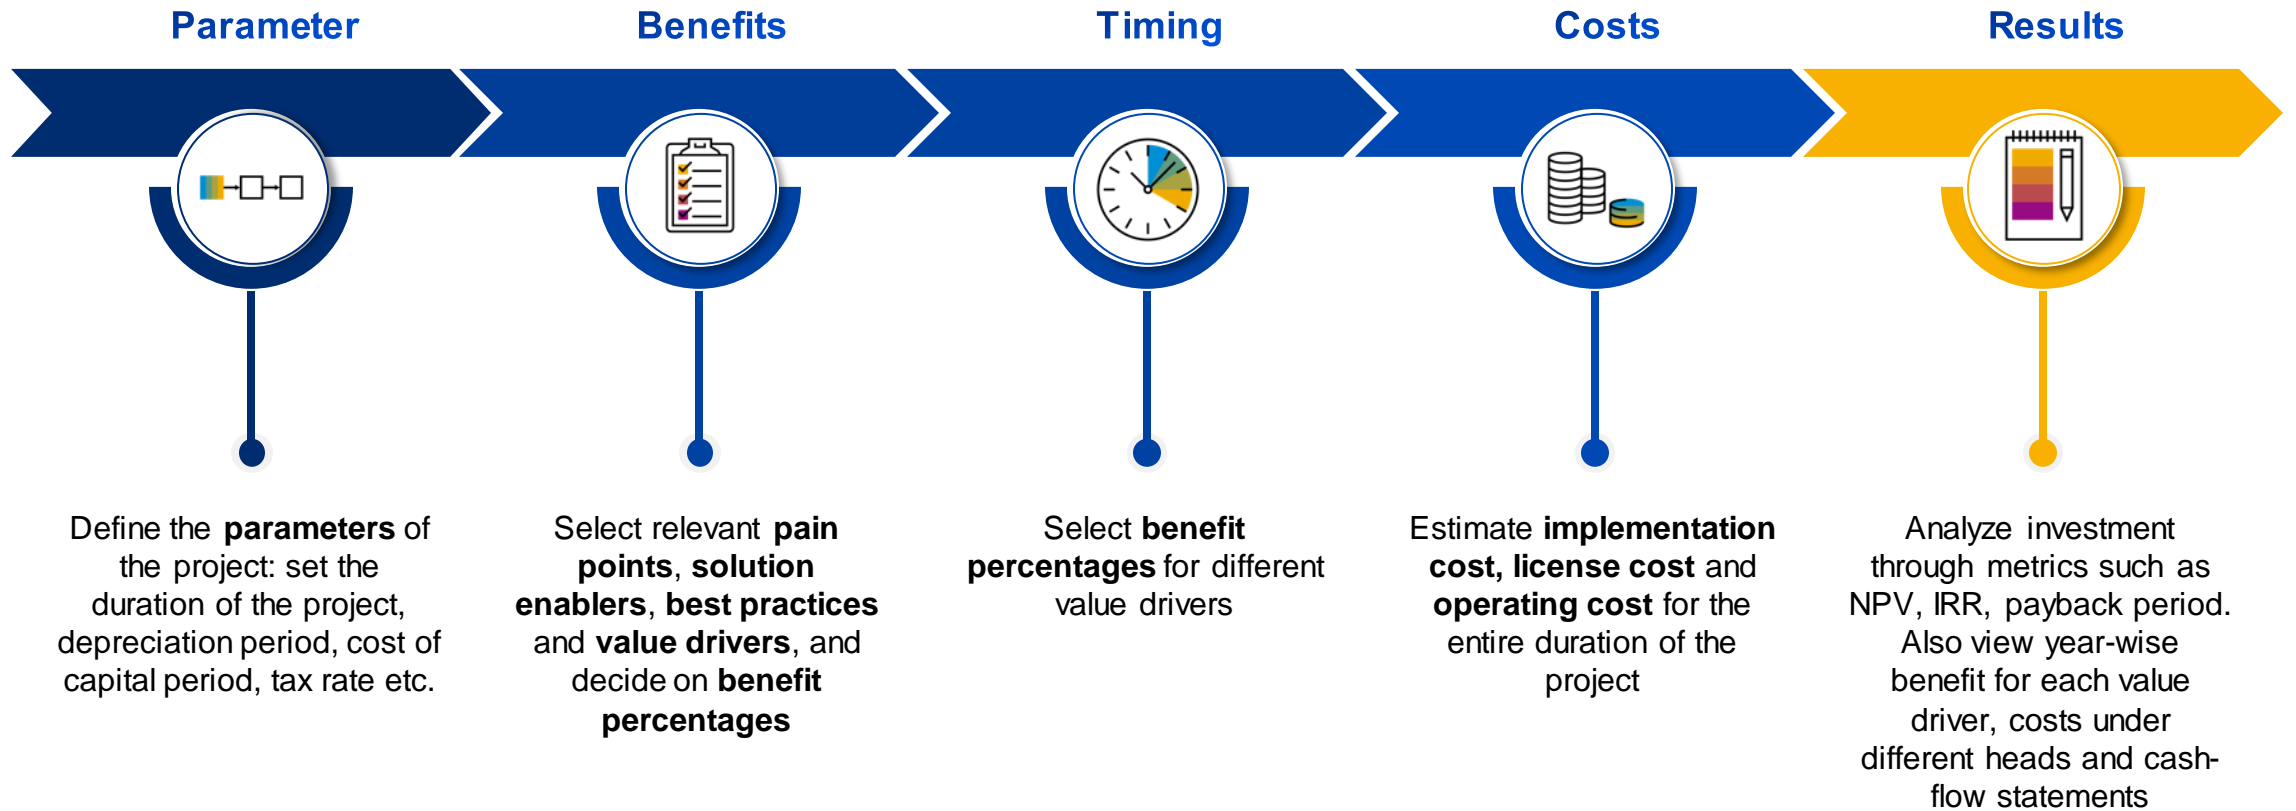 Parameter
Benefits
Timing
Costs
Results
Define the parameters of
the project: set the
duration of the project,
depreciation period, cost of
capital period, tax rate etc.
Select relevant pain
points, solution
enablers, best practices
and value drivers, and
decide on benefit
percentages
Select benefit
percentages for different
value drivers
Estimate implementation
cost, license cost and
operating cost for the
entire duration of the
project
Analyze investment
through metrics such as
NPV, IRR, payback period.
Also view year-wise
benefit for each value
driver, costs under
different heads and cash-
flow statements